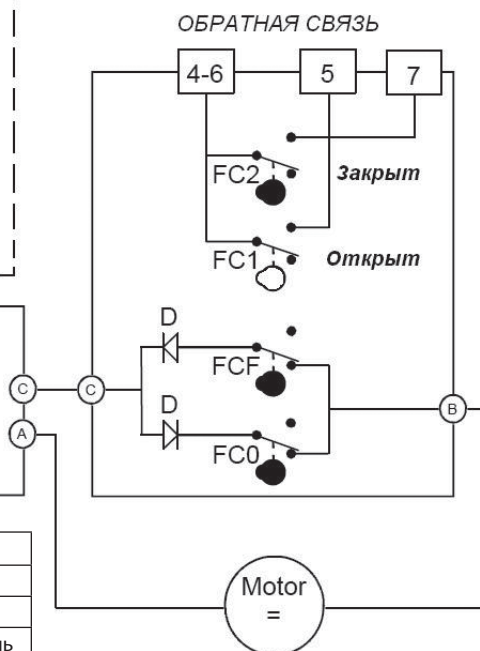 ОБРАТНАЯ СВЯЗЬ
4-6 5 7
FC2 Закрыт
FC1 Открыт
D
FCF
C C
B
D
A
FC0
Motor
=